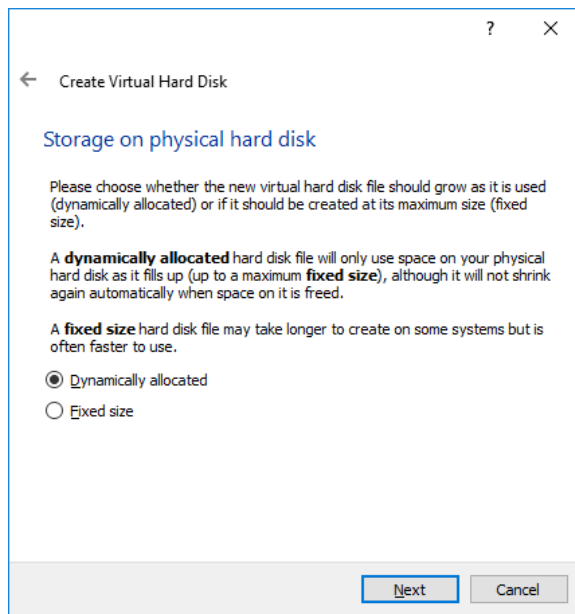 ?
Create Virtual Hard Disk
Storage on physical hard disk
Please choose whether the new virtual hard disk file should grow as it is used
(dynamically allocated) or if it should be created at its maximum size (fixed
size).
A dynamically allocated hard disk file will only use space on your physical
hard disk as it fills up (up to a maximum fixed size), although it will not shrink
again automatically when space on it is freed.
A fixed size hard disk file may take longer to create on some systems but is
often faster to use.
Dynamically allocated
Fixed size
Next Cancel